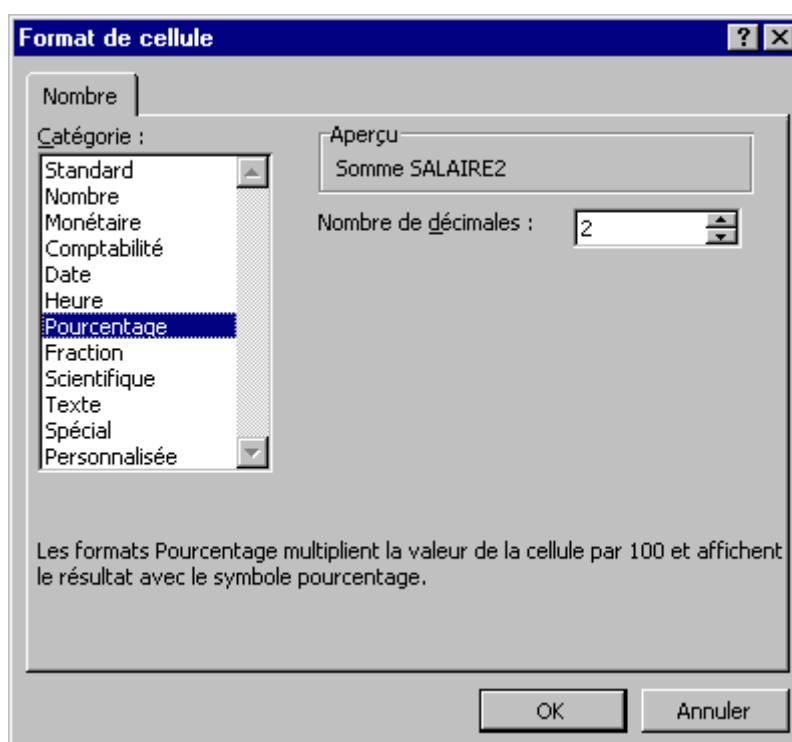 Format de cellule
Nombre
Catégorie :
Standard
Nombre
Monétaire
Comptabilité
Date
Heure
Pourcentage
Fraction
Scientifique
Texte
Spécial
Personnalisée
Aperçu
Somme SALAIRE2
Nombre de décimales :
2
Les formats Pourcentage multiplient la valeur de la cellule par 100 et affichent
le résultat avec le symbole pourcentage.
OK
Annuler